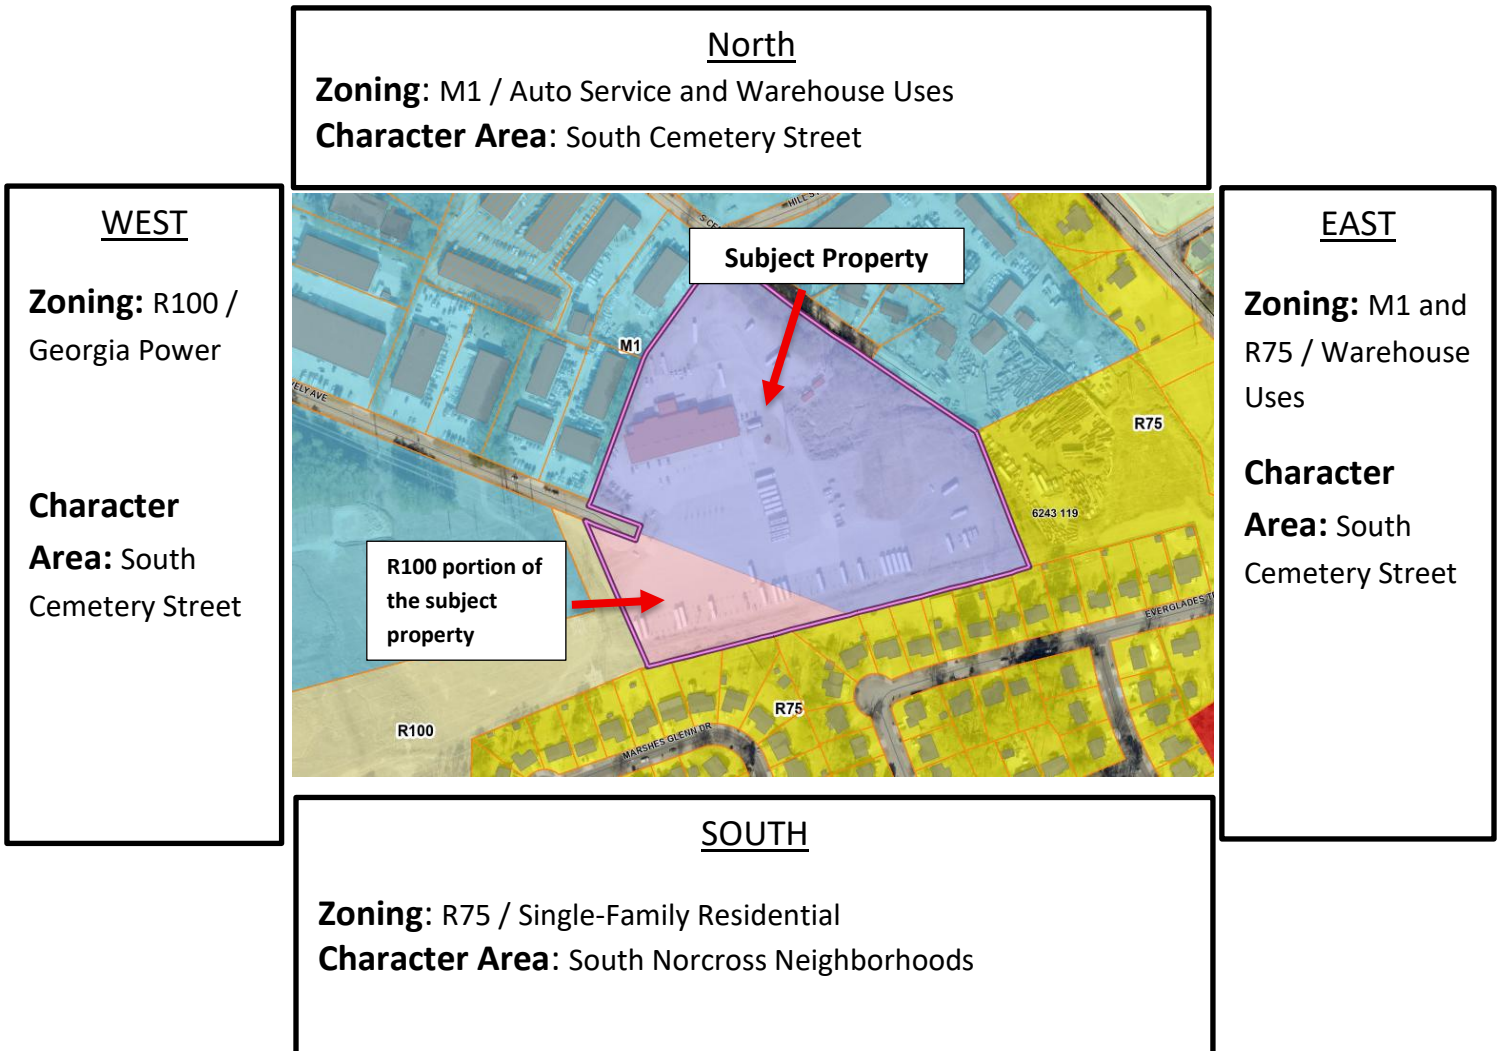 North
Zoning: M1 / Auto Service and Warehouse Uses
Character Area: South Cemetery Street
WEST
Zoning: R100 /
Georgia Power
Character
Area: South
Cemetery Street
Subject Property
M1
R75
6243 119
R100 portion of
the subject
property
EVERGLADES
R75
R100
MARSHES GLENN DR
EAST
Zoning: M1 and
R75 / Warehouse
Uses
Character
Area: South
Cemetery Street
SOUTH
Zoning: R75 / Single-Family Residential
Character Area: South Norcross Neighborhoods